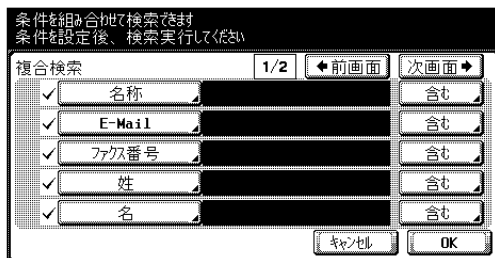 条件を組み合わせて検索できます
条件を設定後、検索実行してください
複合検索 1/2 ←前画面 次画面→
名称 含む
E-Mail 含む
ファクス番号 含む
姓 含む
名 含む
キャンセル OK